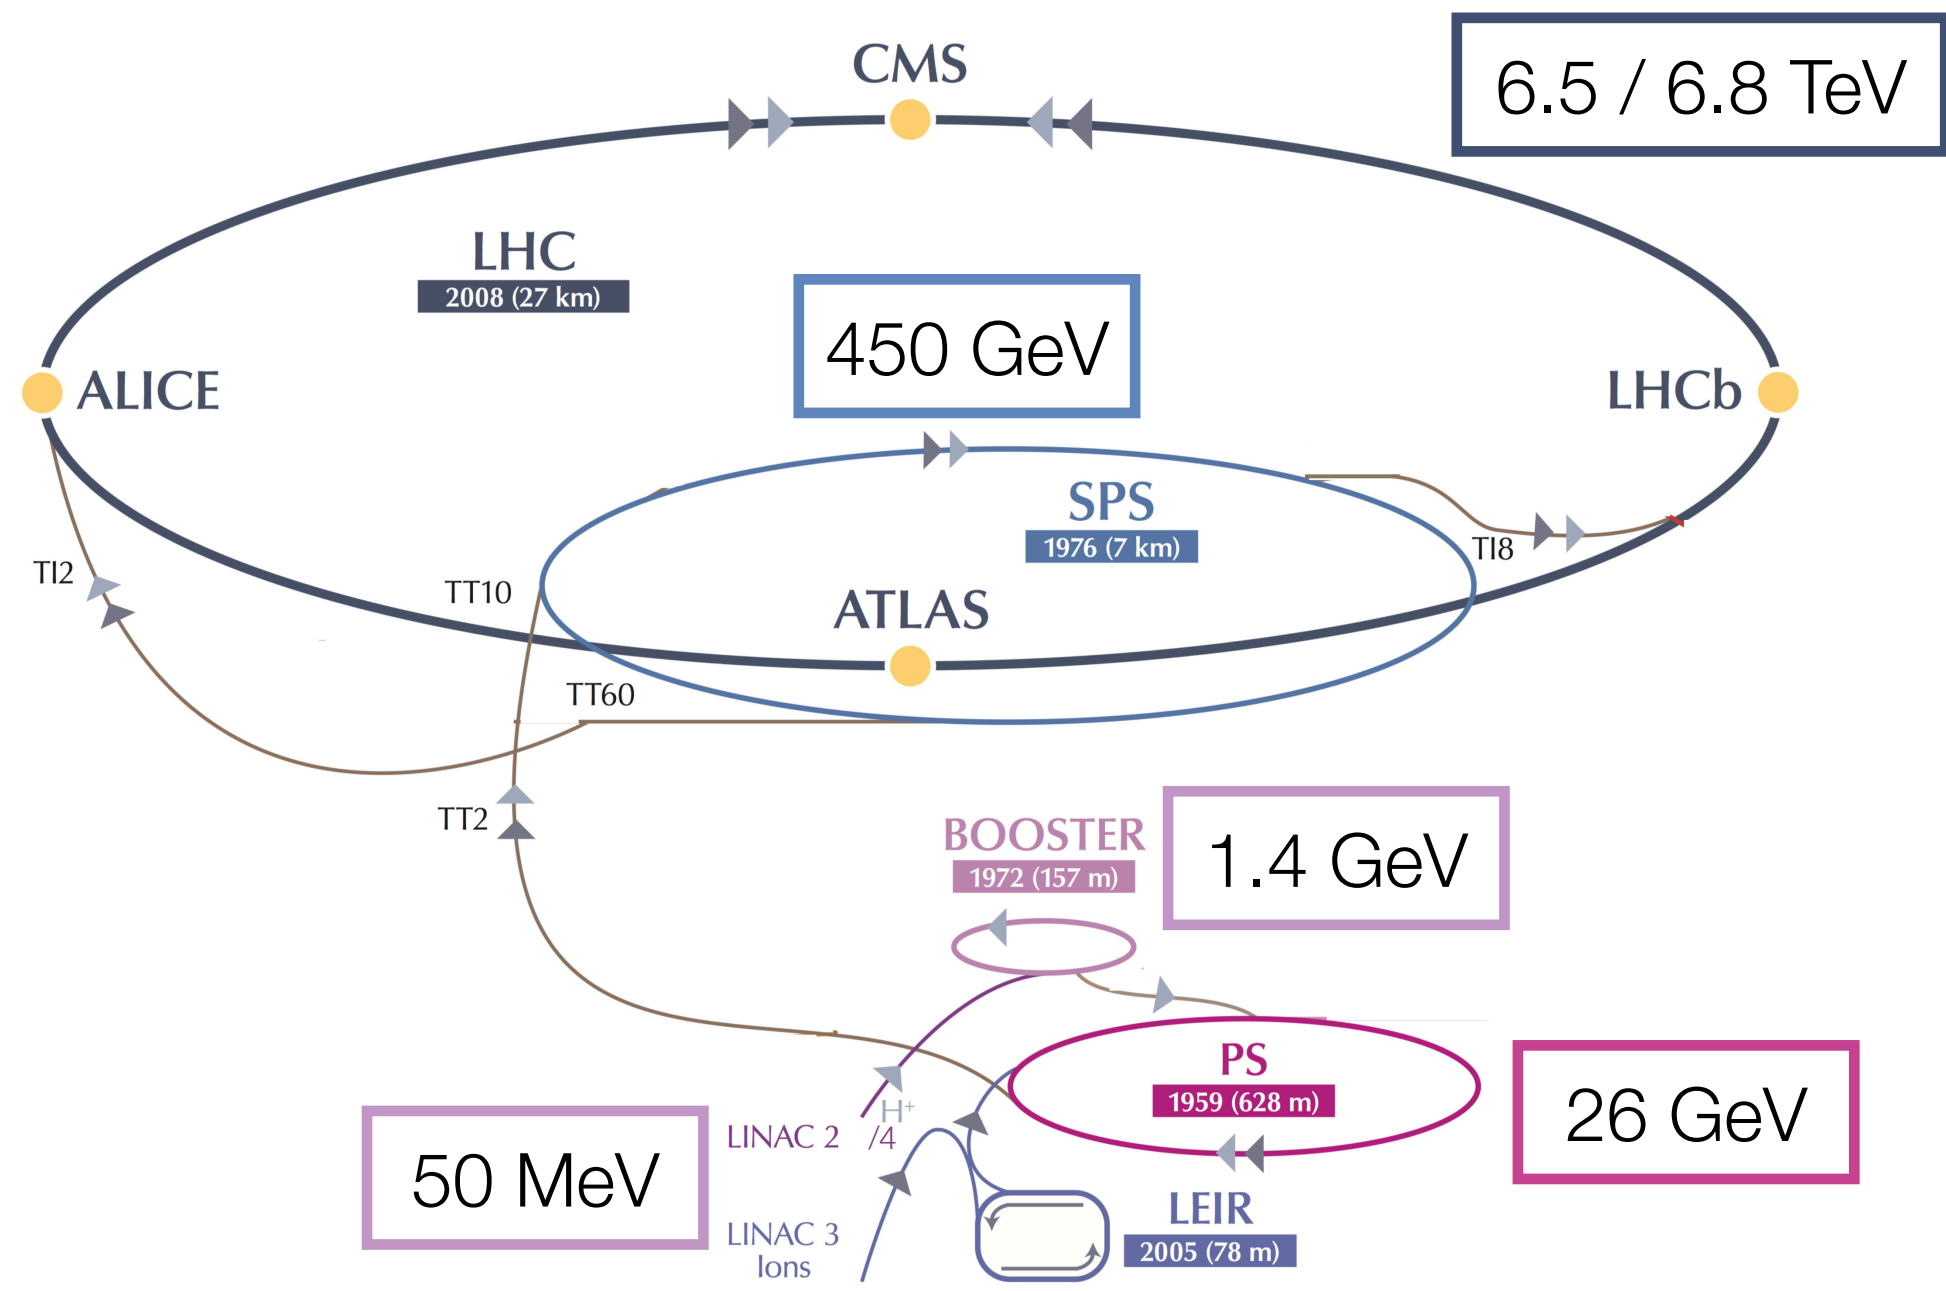 CMS
6.5 / 6.8 TeV
LHC
2008 (27 km)
450 GeV
ALICE
LHCb
SPS
1976 (7 km)
TI8
TI2
TT10
ATLAS
TT60
TT2
BOOSTER
1972 (157 m)
1.4 GeV
PS
1959 (628 m)
26 GeV
H+
LINAC 2 /4
50 MeV
LINAC 3
Ions
LEIR
2005 (78 m)